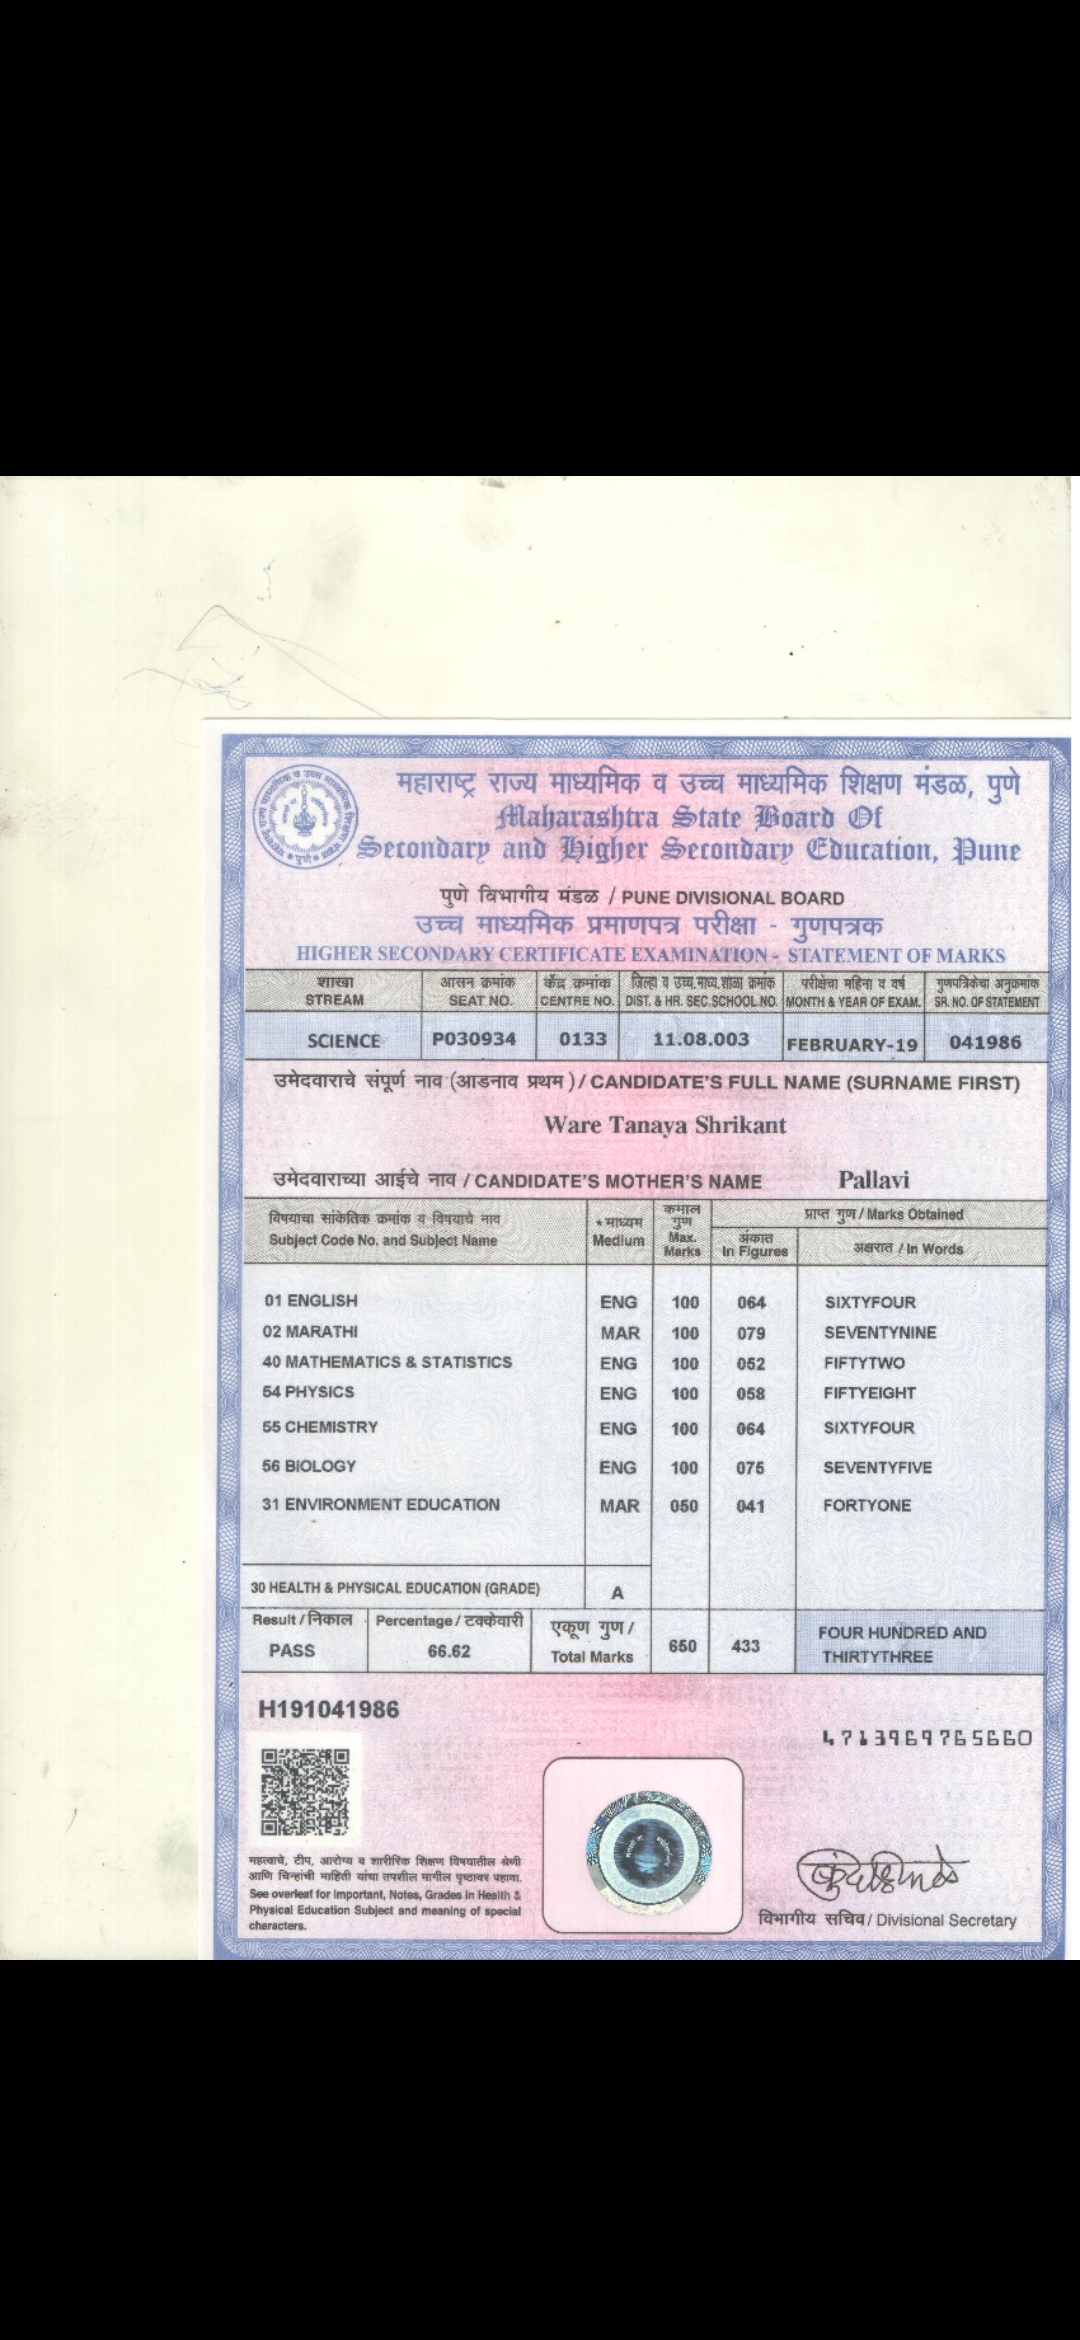 महाराष्ट्र राज्य माध्यमिक व उच्च माध्यमिक शिक्षण मंडळ, पुणे
Maharashtra State Board Of
Secondary and Higher Secondary Education, Pune
पुणे विभागीय मंडळ / PUNE DIVISIONAL BOARD
उच्च माध्यमिक प्रमाणपत्र परीक्षा - गुणपत्रक
HIGHER SECONDARY CERTIFICATE EXAMINATION - STATEMENT OF MARKS
शाखा आसन क्रमांक केंद्र क्रमांक जिल्हा व उच्च.माध्य.शाळा क्रमांक परीक्षेचा महिना व वर्ष गुणपत्रिकेचा अनुक्रमांक
STREAM SEAT NO. CENTRE NO. DIST. & HR. SEC.SCHOOL NO. MONTH & YEAR OF EXAM. SR. NO. OF STATEMENT
SCIENCE P030934 0133 11.08.003 FEBRUARY-19 041986
उमेदवाराचे संपूर्ण नाव (आडनाव प्रथम) / CANDIDATE'S FULL NAME (SURNAME FIRST)
Ware Tanaya Shrikant
उमेदवाराच्या आईचे नाव / CANDIDATE'S MOTHER'S NAME Pallavi
विषयाचा सांकेतिक क्रमांक व विषयाचे नाव
Subject Code No. and Subject Name
* माध्यम
Medium
कमाल
गुण
Max.
Marks
प्राप्त गुण / Marks Obtained
अंकात
In Figures
अक्षरात / In Words
01 ENGLISH ENG 100 064 SIXTYFOUR
02 MARATHI MAR 100 079 SEVENTYNINE
40 MATHEMATICS & STATISTICS ENG 100 052 FIFTYTWO
54 PHYSICS ENG 100 058 FIFTYEIGHT
55 CHEMISTRY ENG 100 064 SIXTYFOUR
56 BIOLOGY ENG 100 075 SEVENTYFIVE
31 ENVIRONMENT EDUCATION MAR 050 041 FORTYONE
30 HEALTH & PHYSICAL EDUCATION (GRADE) A
Result / निकाल Percentage / टक्केवारी एकूण गुण /
PASS 66.62 Total Marks 650 433 FOUR HUNDRED AND
THIRTYTHREE
H191041986
4713969765660
महत्वाचे, टीप, आरोग्य व शारीरिक शिक्षण विषयातील श्रेणी
आणि चिन्हांची माहिती यांचा तपशील मागील पृष्ठावर पहावा.
See overleaf for Important, Notes, Grades in Health &
Physical Education Subject and meaning of special
characters.
विभागीय सचिव / Divisional Secretary